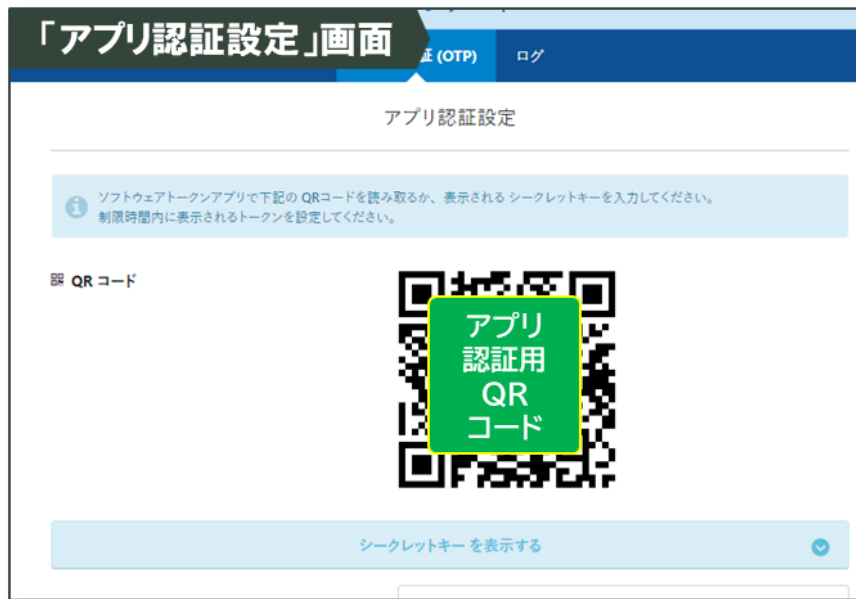 「アプリ認証設定」画面
証 (OTP)
ログ
アプリ認証設定
ソフトウェアトークンアプリで下記の QRコードを読み取るか、表示される シークレットキーを入力してください。
制限時間内に表示されるトークンを設定してください。
QR コード
アプリ
認証用
QR
コード
シークレットキー を表示する